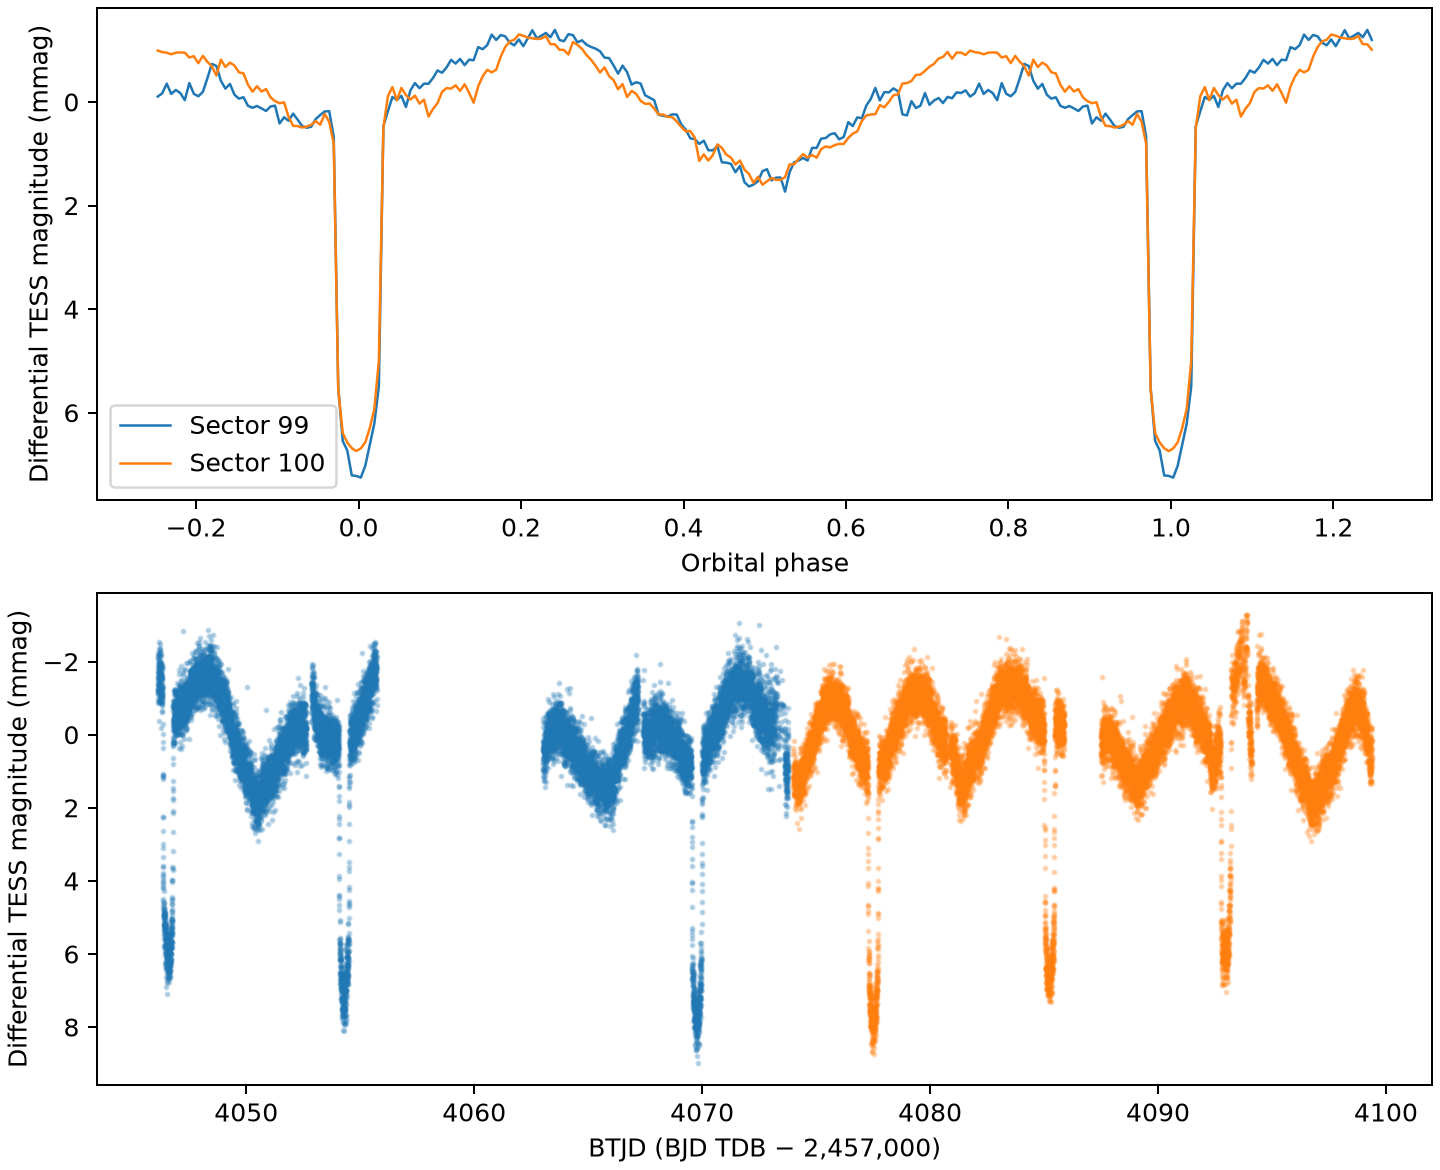 Differential TESS magnitude (mmag)
0
2
4
6
Sector 99
Sector 100
−0.2 0.0 0.2 0.4 0.6 0.8 1.0 1.2
Orbital phase
Differential TESS magnitude (mmag)
−2
0
2
4
6
8
4050 4060 4070 4080 4090 4100
BTJD (BJD TDB − 2,457,000)